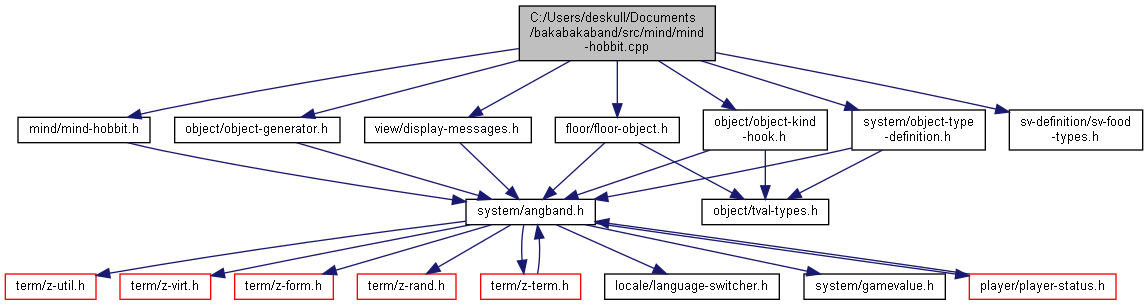 C:/Users/deskull/Documents
/bakabakaband/src/mind/mind
-hobbit.cpp
mind/mind-hobbit.h
object/object-generator.h
view/display-messages.h
floor/floor-object.h
object/object-kind
-hook.h
system/object-type
-definition.h
sv-definition/sv-food
-types.h
system/angband.h
object/tval-types.h
term/z-util.h
term/z-virt.h
term/z-form.h
term/z-rand.h
term/z-term.h
locale/language-switcher.h
system/gamevalue.h
player/player-status.h